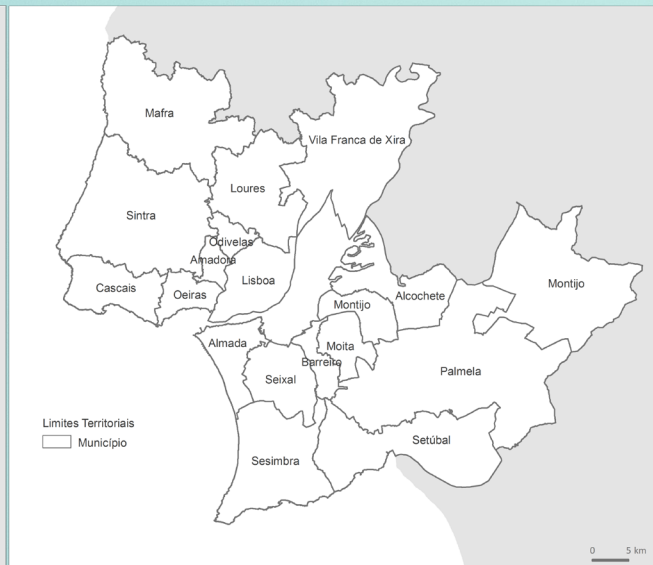 Mafra
Vila Franca de Xira
Loures
Sintra
Odivelas
Amadora
Lisboa
Cascais
Oeiras
Montijo
Alcochete
Montijo
Almada
Moita
Barreiro
Palmela
Seixal
Limites Territoriais
Município
Setúbal
Sesimbra
0 5 km